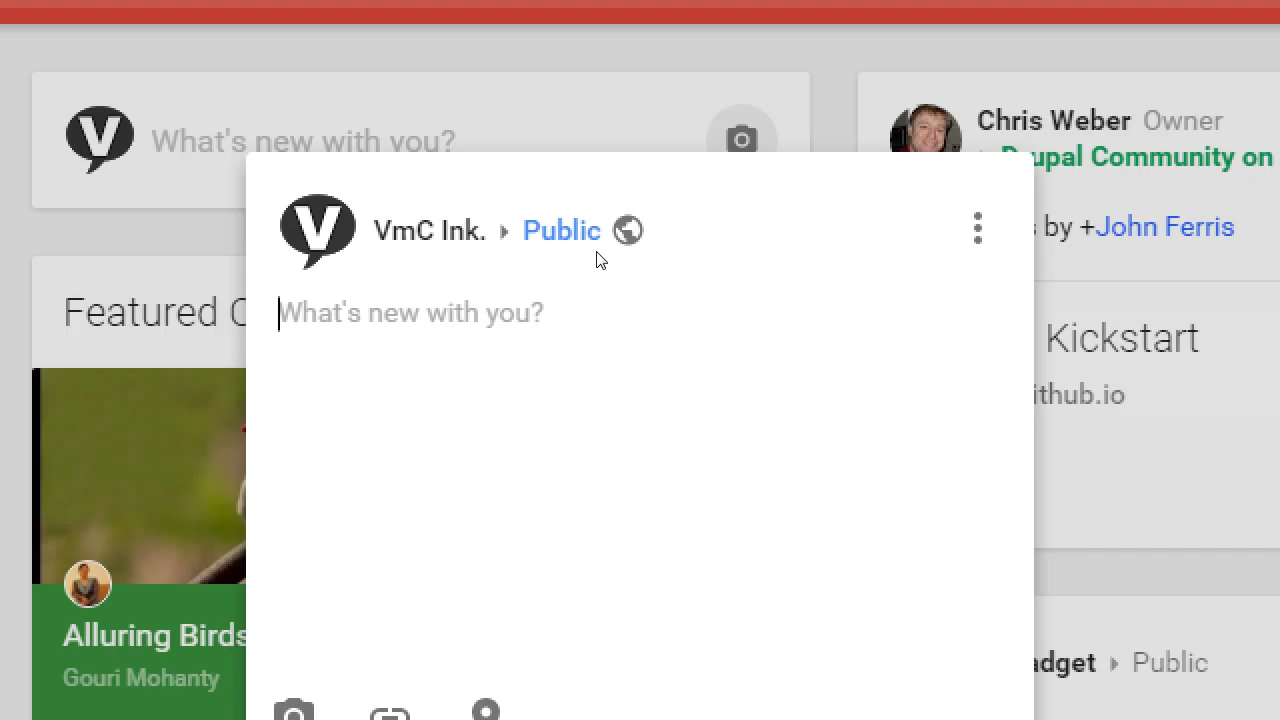 What's new with you?
Chris Weber Owner
upal Community on
VmC Ink. Public
by +John Ferris
What's new with you?
Featured
Kickstart
ithub.io
Alluring Birds
Gouri Mohanty
adget Public